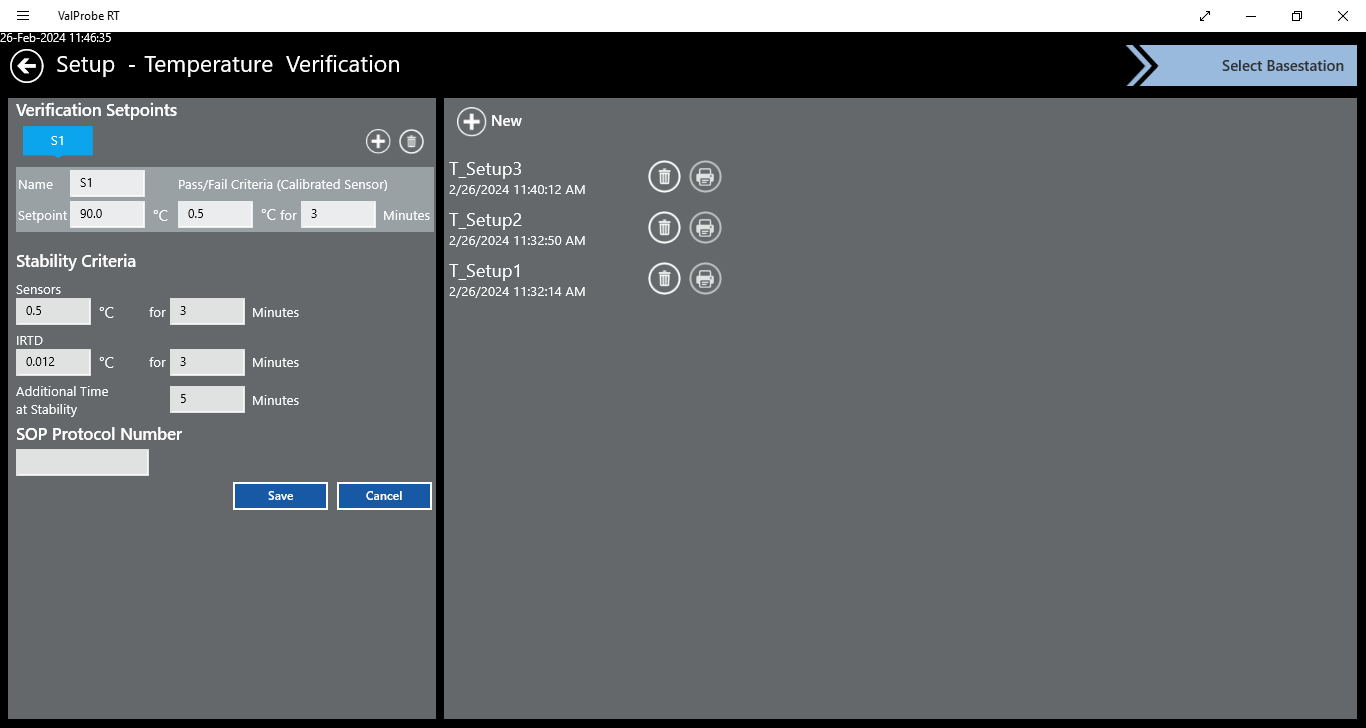 ValProbe RT
26-Feb-2024 11:46:35
Setup - Temperature Verification
Select Basestation
Verification Setpoints
S1
Name S1 Pass/Fail Criteria (Calibrated Sensor)
Setpoint 90.0 °C 0.5 °C for 3 Minutes
Stability Criteria
Sensors
0.5 °C for 3 Minutes
IRTD
0.012 °C for 3 Minutes
Additional Time
at Stability 5 Minutes
SOP Protocol Number
Save Cancel
New
T_Setup3
2/26/2024 11:40:12 AM
T_Setup2
2/26/2024 11:32:50 AM
T_Setup1
2/26/2024 11:32:14 AM